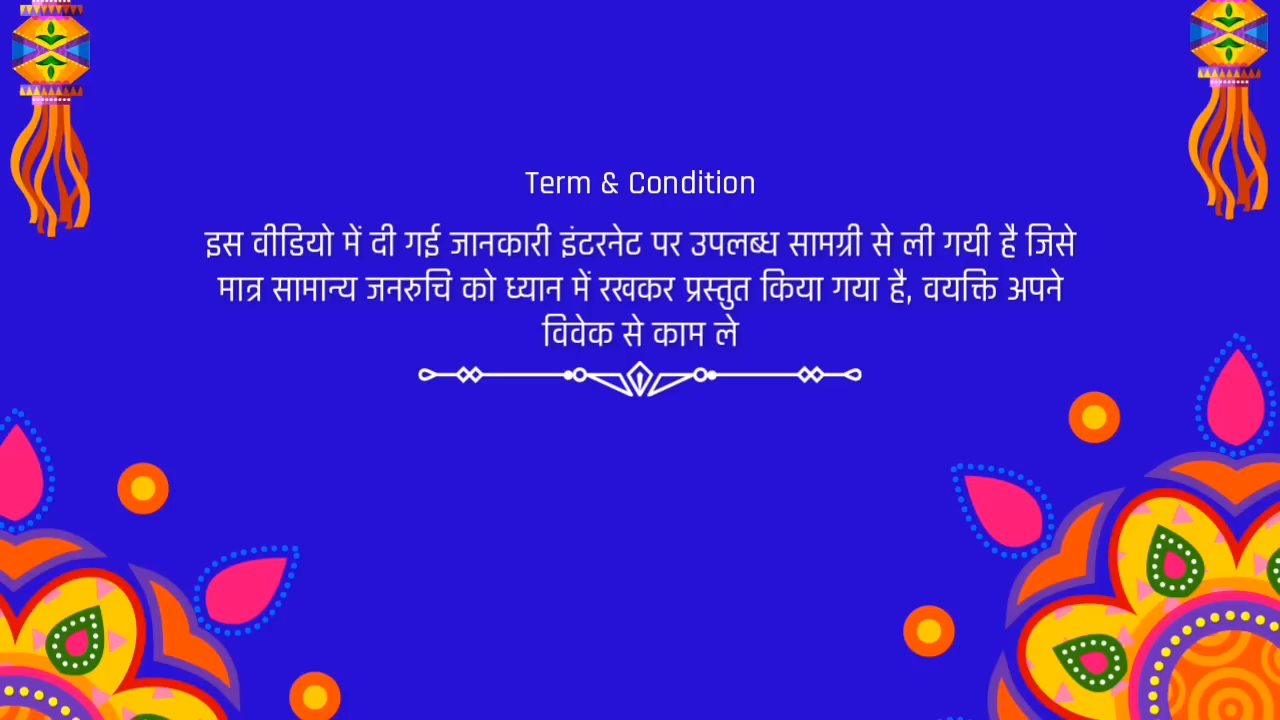 Term & Condition
इस वीडियो में दी गई जानकारी इंटरनेट पर उपलब्ध सामग्री से ली गयी है जिसे
मात्र सामान्य जनरुचि को ध्यान में रखकर प्रस्तुत किया गया है, वयक्ति अपने
विवेक से काम ले